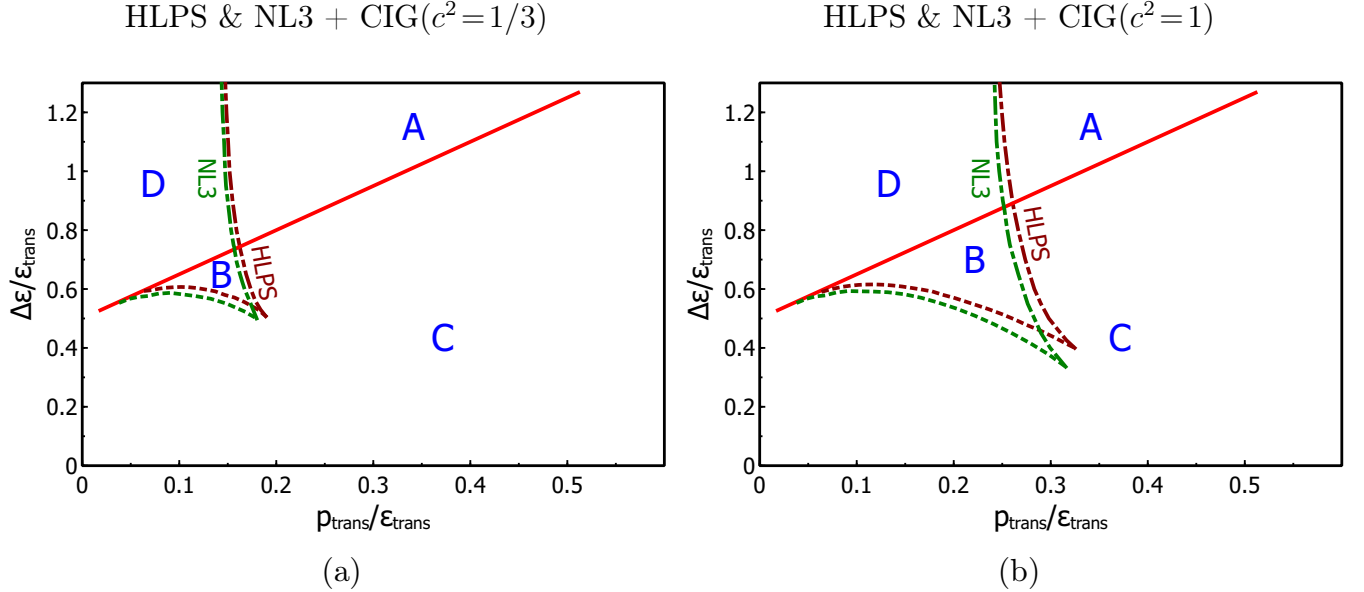 HLPS & NL3 + CIG(c²=1/3)
1.2
1
0.8
0.6
0.4
0.2
0
Δε/εtrans
A
D
NL3
HLPS
B
C
0 0.1 0.2 0.3 0.4 0.5
ptrans/εtrans
(a)
HLPS & NL3 + CIG(c²=1)
1.2
1
0.8
0.6
0.4
0.2
0
Δε/εtrans
A
D
NL3
HLPS
B
C
0 0.1 0.2 0.3 0.4 0.5
ptrans/εtrans
(b)